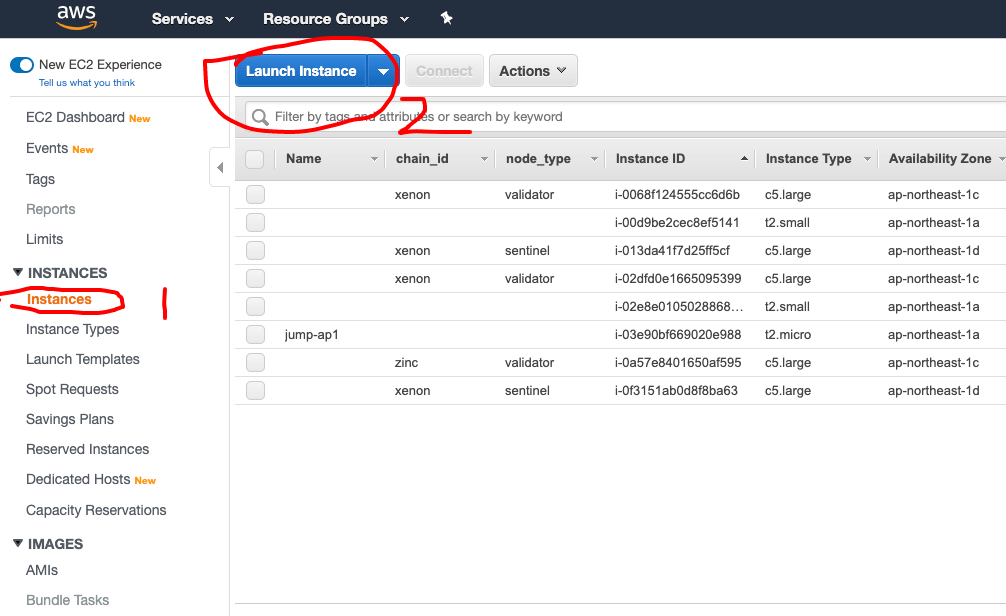 aws Services Resource Groups
New EC2 Experience
Tell us what you think
EC2 Dashboard New
Events New
Tags
Reports
Limits
INSTANCES
Instances 1
Instance Types
Launch Templates
Spot Requests
Savings Plans
Reserved Instances
Dedicated Hosts New
Capacity Reservations
IMAGES
AMIs
Bundle Tasks
Launch Instance Connect Actions
2
Filter by tags and attributes or search by keyword
Name chain_id node_type Instance ID Instance Type Availability Zone
xenon validator i-0068f124555cc6d6b c5.large ap-northeast-1c
i-00d9be2cec8ef5141 t2.small ap-northeast-1a
xenon sentinel i-013da41f7d25ff5cf c5.large ap-northeast-1d
xenon validator i-02dfd0e1665095399 c5.large ap-northeast-1c
i-02e8e0105028868... t2.small ap-northeast-1a
jump-ap1 i-03e90bf669020e988 t2.micro ap-northeast-1a
zinc validator i-0a57e8401650af595 c5.large ap-northeast-1c
xenon sentinel i-0f3151ab0d8f8ba63 c5.large ap-northeast-1d